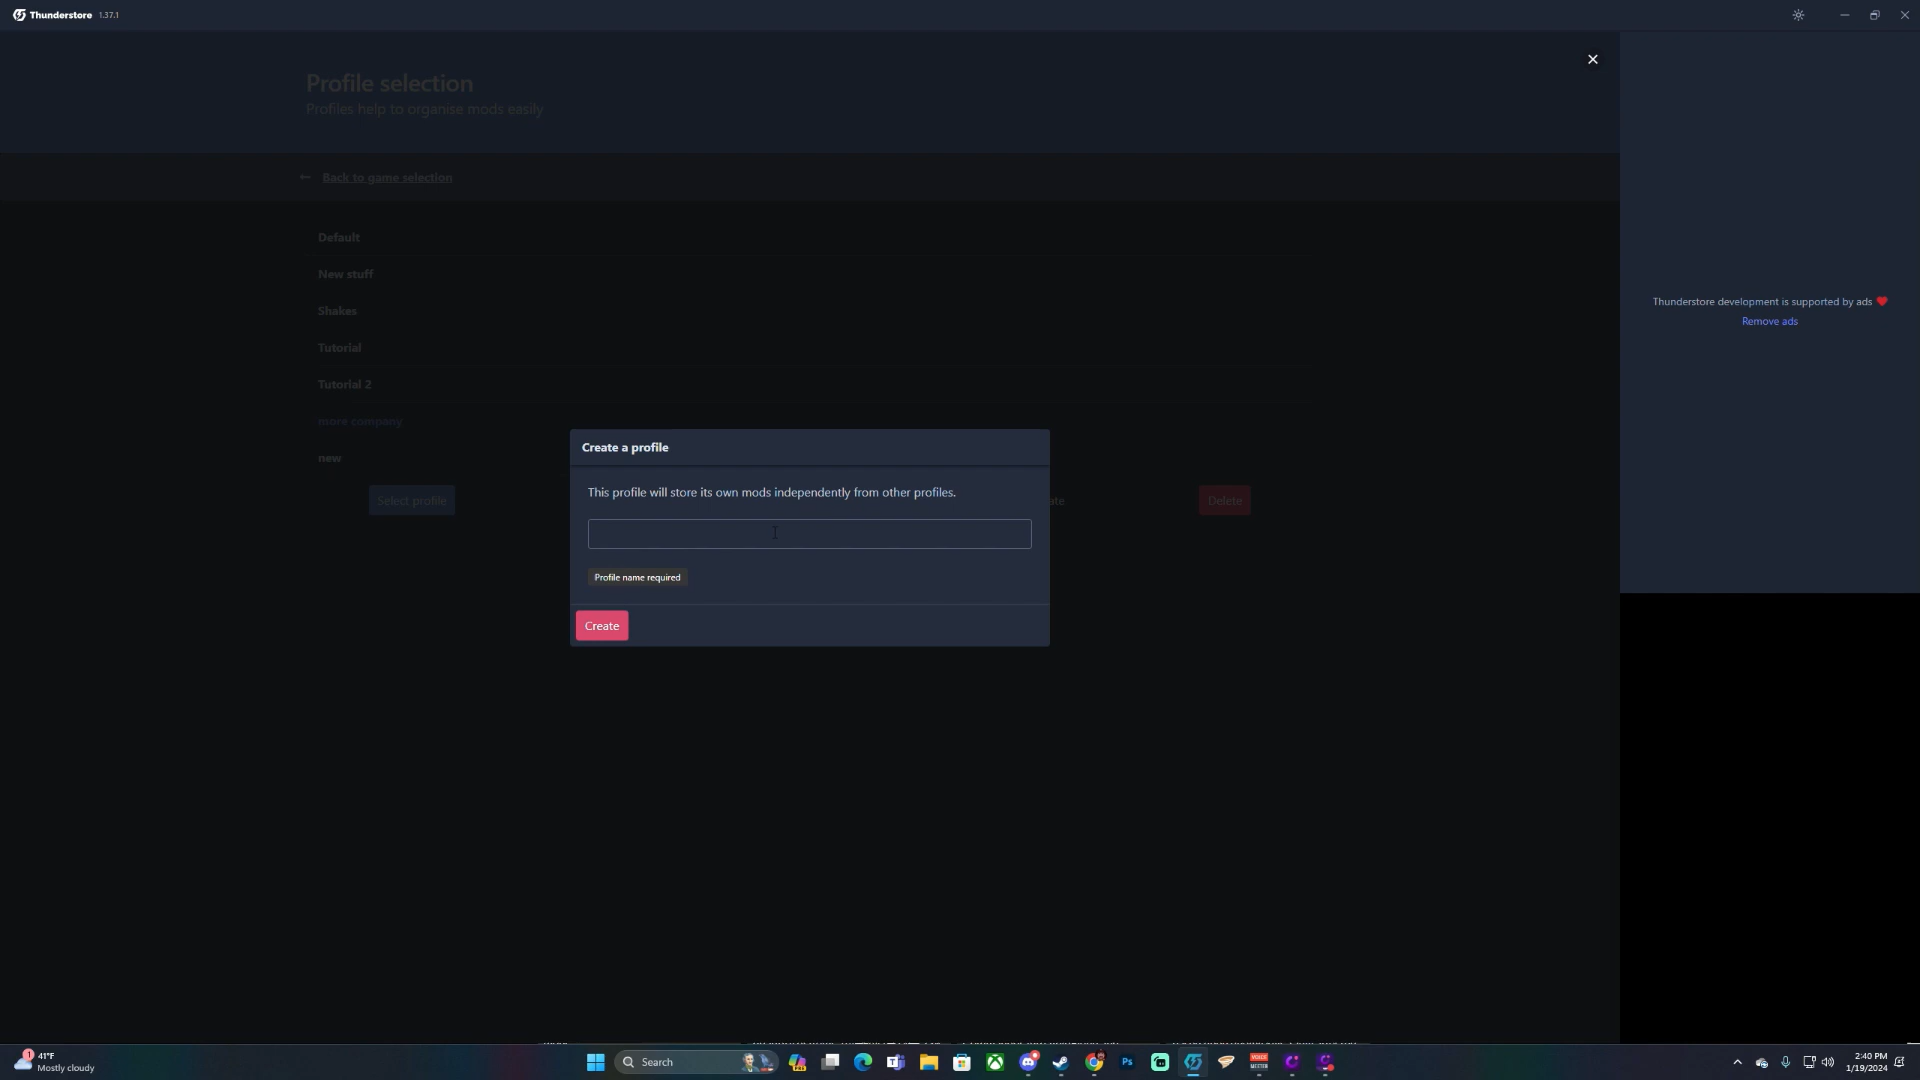 Thunderstore 1.37.1
Profile selection
Profiles help to organise mods easily
Back to game selection
Default
New stuff
Shakes
Tutorial
Tutorial 2
more company
new
Select profile
Delete
Create a profile
This profile will store its own mods independently from other profiles.
Profile name required
Create
Thunderstore development is supported by ads
Remove ads
1
41°F
Mostly cloudy
Search
Ps
2:40 PM
1/19/2024